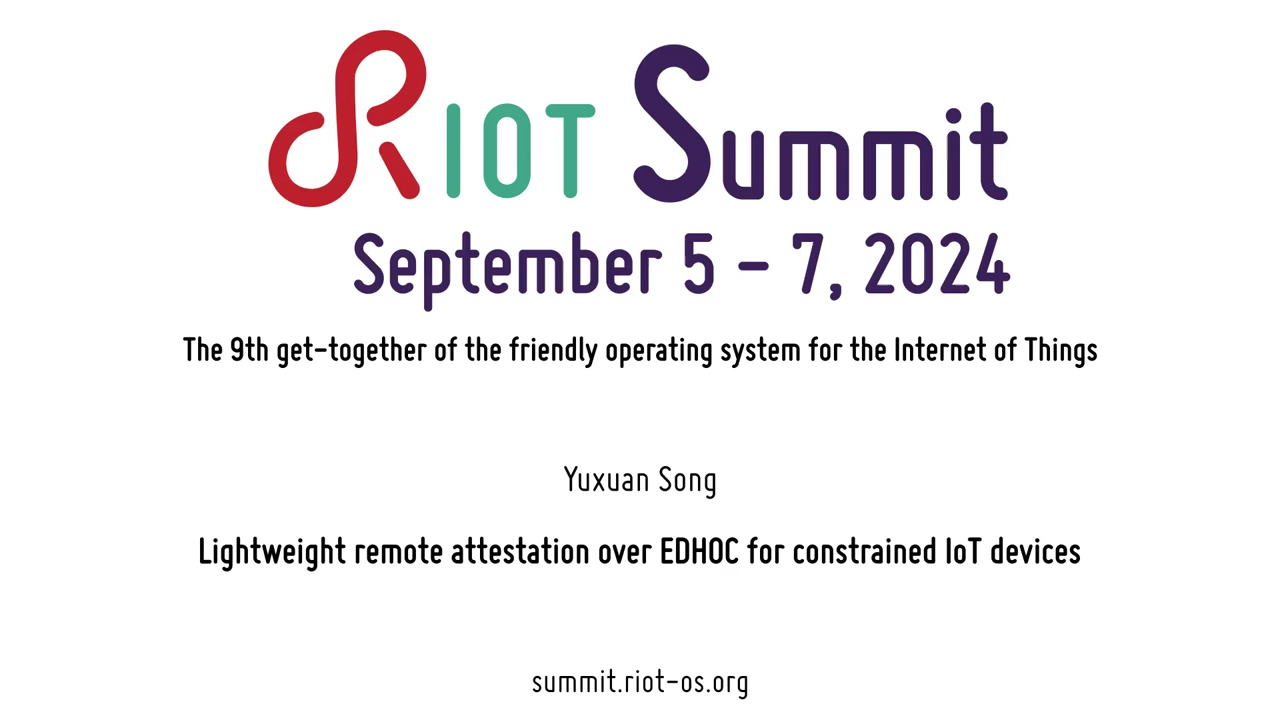 RIOT Summit
September 5 - 7, 2024
The 9th get-together of the friendly operating system for the Internet of Things
Yuxuan Song
Lightweight remote attestation over EDHOC for constrained IoT devices
summit.riot-os.org